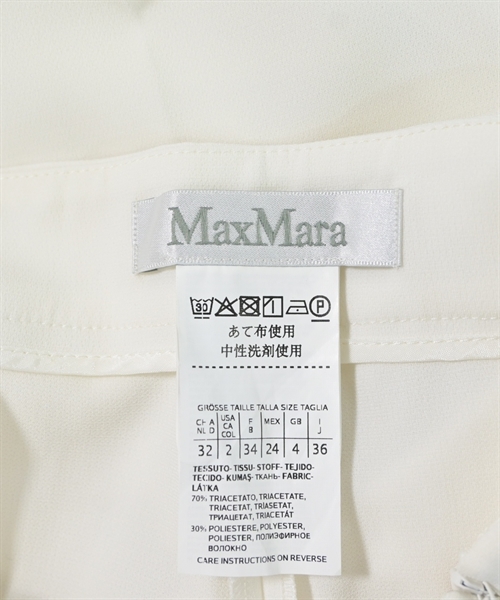 MaxMara
30 P
あて布使用
中性洗剤使用
GRÖSSE TAILLE TALLA SIZE TAGLIA
CH A NL D USA CA COL F B MEX GB I J
32 2 34 24 4 36
TESSUTO- TISSU- STOFF- TEJIDO-
TECIDO- KUMAŞ- ТКАНЬ- FABRIC-
LÁTKA
70% TRIACETATO, TRIACETATE,
TRIACETAT, TRIASETAT,
ТРИАЦЕТАТ, TRIACETÁT
30% POLIESTERE, POLYESTER,
POLIESTER, ПОЛИЭФИРНОЕ
ВОЛОКНО
CARE INSTRUCTIONS ON REVERSE